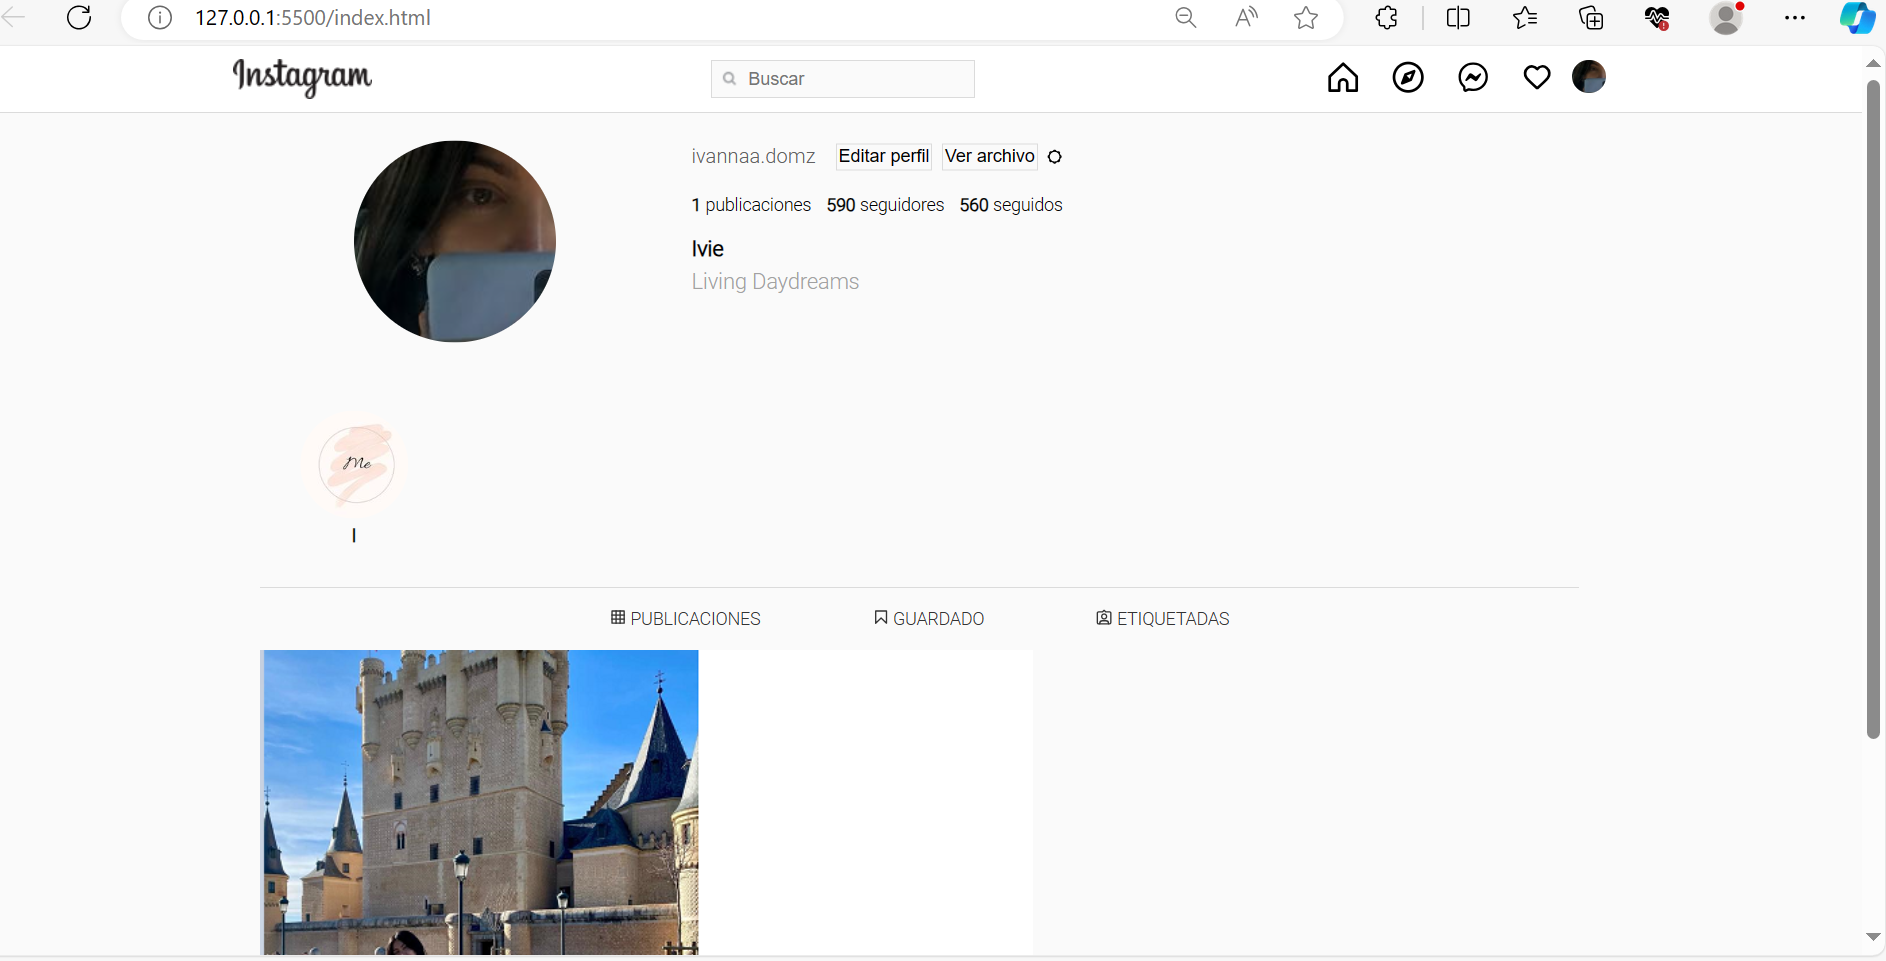 127.0.0.1:5500/index.html
Instagram
Buscar
ivannaa.domz Editar perfil Ver archivo
1 publicaciones 590 seguidores 560 seguidos
Ivie
Living Daydreams
Me
I
PUBLICACIONES GUARDADO ETIQUETADAS